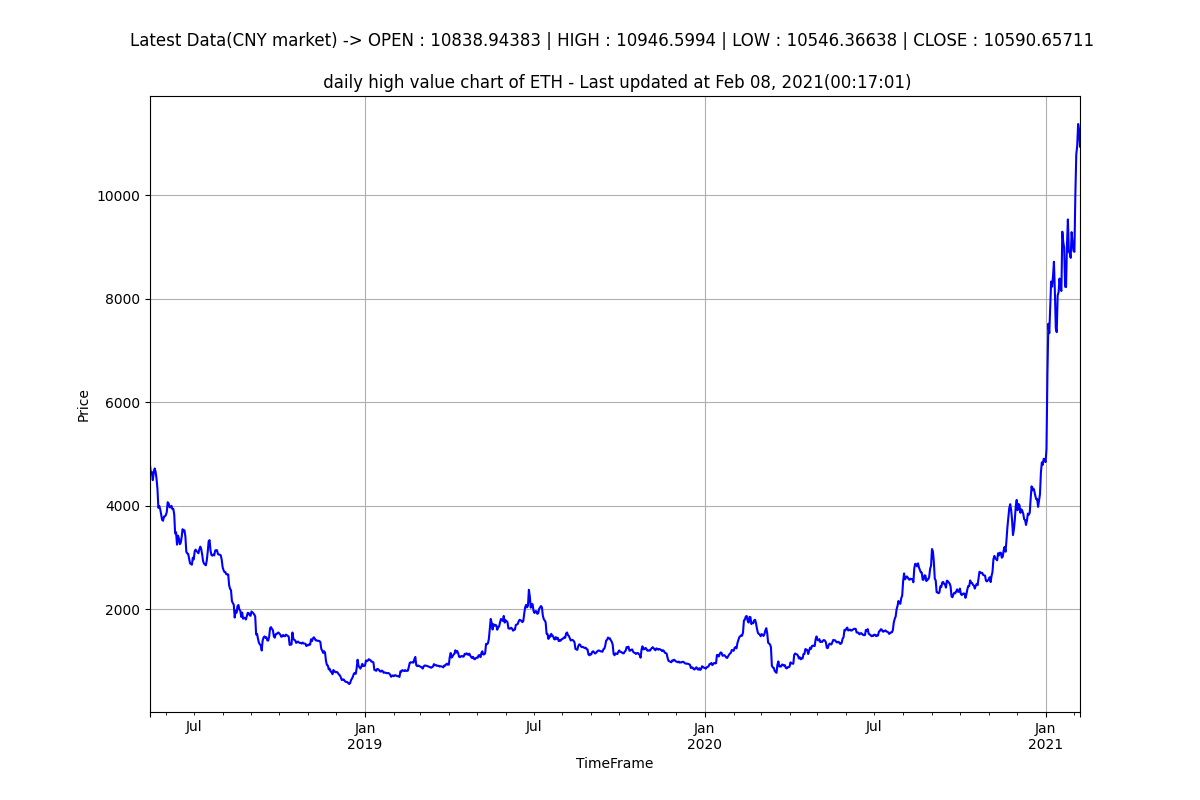 Latest Data(CNY market) -> OPEN : 10838.94383 | HIGH : 10946.5994 | LOW : 10546.36638 | CLOSE : 10590.65711
daily high value chart of ETH - Last updated at Feb 08, 2021(00:17:01)
10000
8000
6000
4000
2000
Price
Jul
Jan
2019
Jul
Jan
2020
Jul
Jan
2021
TimeFrame